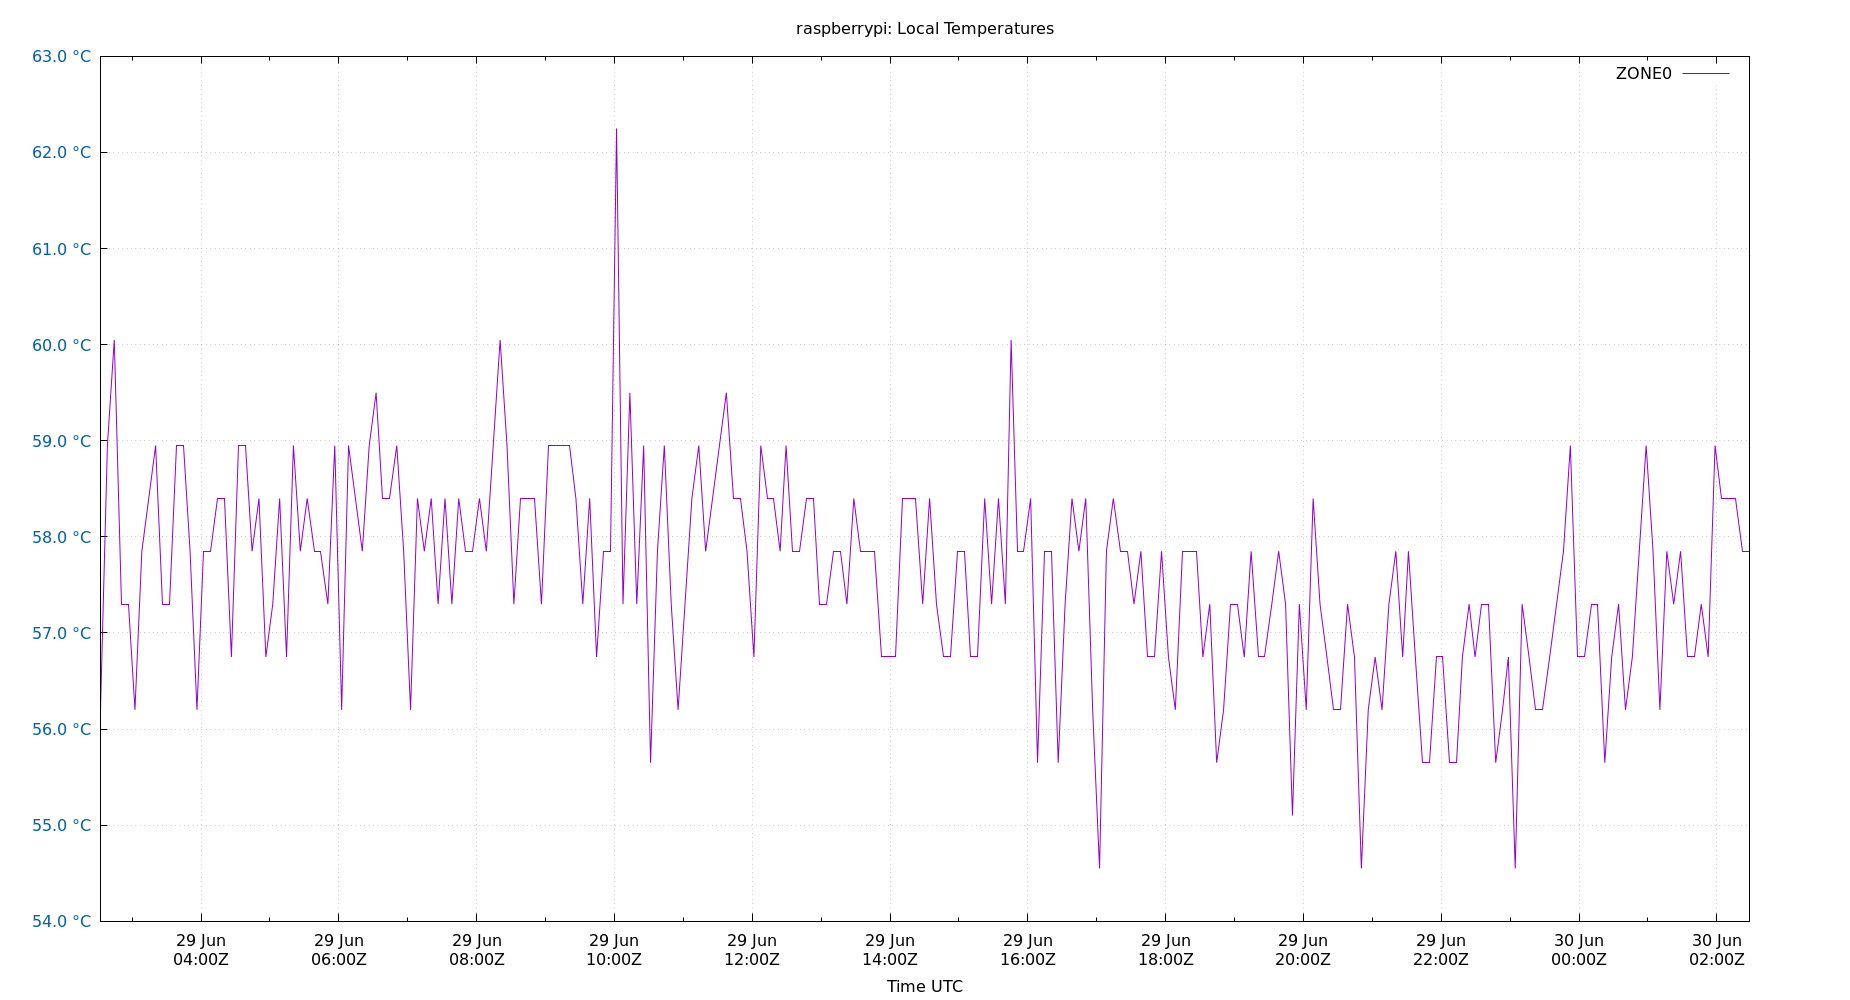 raspberrypi: Local Temperatures
63.0 °C
ZONE0
62.0 °C
61.0 °C
60.0 °C
59.0 °C
58.0 °C
57.0 °C
56.0 °C
55.0 °C
54.0 °C
29 Jun 29 Jun 29 Jun 29 Jun 29 Jun 29 Jun 29 Jun 29 Jun 29 Jun 29 Jun 30 Jun 30 Jun
04:00Z 06:00Z 08:00Z 10:00Z 12:00Z 14:00Z 16:00Z 18:00Z 20:00Z 22:00Z 00:00Z 02:00Z
Time UTC